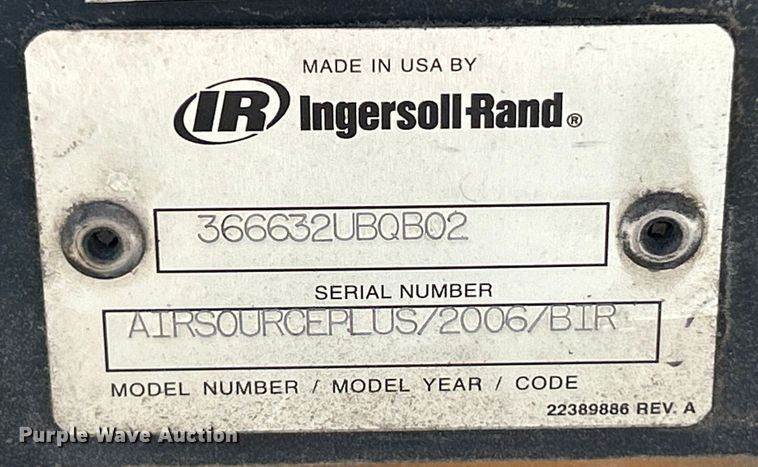 MADE IN USA BY
IR Ingersoll-Rand®
366632UBQB02
SERIAL NUMBER
AIRSOURCEPLUS/2006/BIR
MODEL NUMBER / MODEL YEAR / CODE
22389886 REV. A
Purple Wave Auction